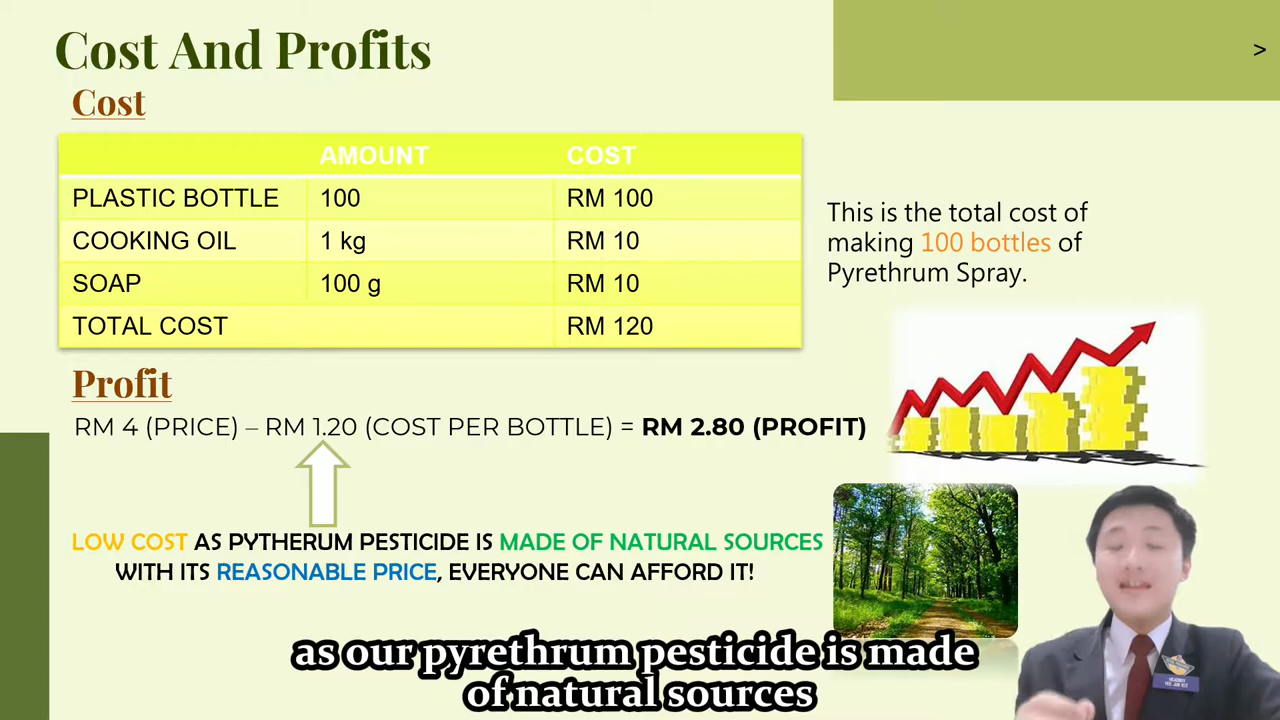 Cost And Profits
>
Cost
AMOUNT COST
PLASTIC BOTTLE 100 RM 100
COOKING OIL 1 kg RM 10
SOAP 100 g RM 10
TOTAL COST RM 120
This is the total cost of
making 100 bottles of
Pyrethrum Spray.
Profit
RM 4 (PRICE) – RM 1.20 (COST PER BOTTLE) = RM 2.80 (PROFIT)
LOW COST AS PYTHERUM PESTICIDE IS MADE OF NATURAL SOURCES
WITH ITS REASONABLE PRICE, EVERYONE CAN AFFORD IT!
as our pyrethrum pesticide is made
of natural sources